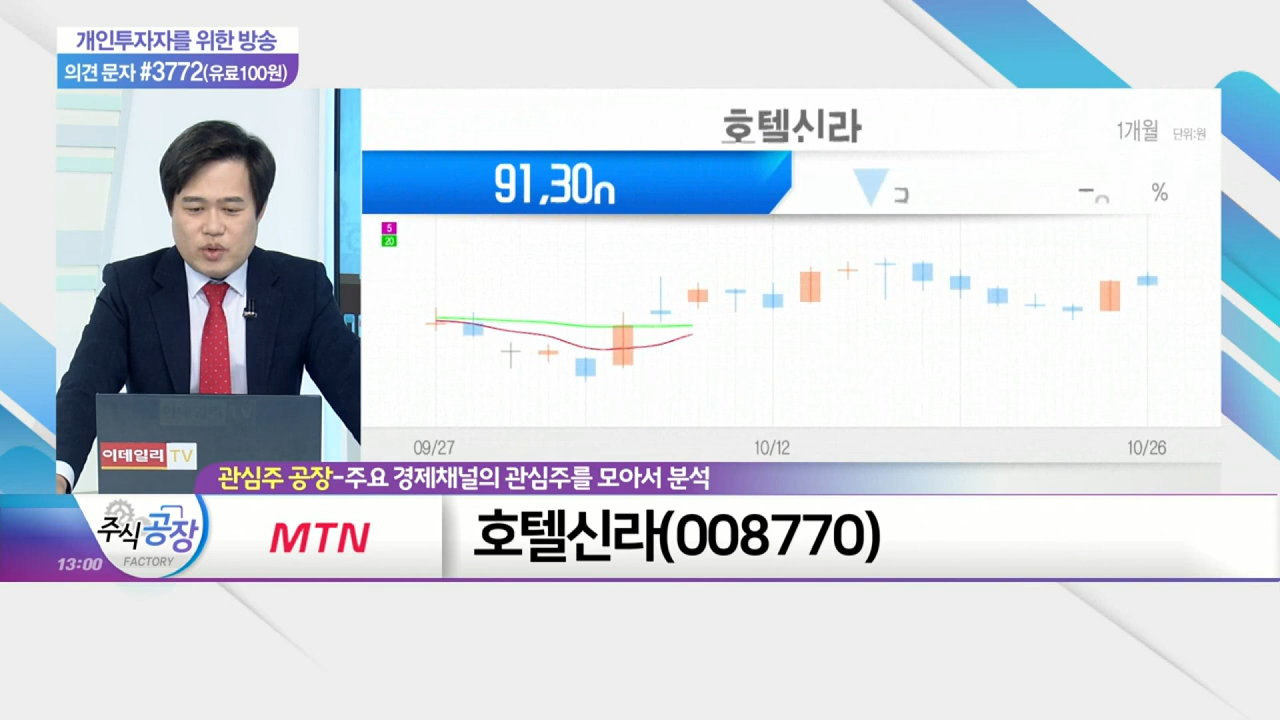 개인투자자를 위한 방송
의견 문자 #3772(유료100원)
호텔신라
1개월 단위:원
%
5
20
09/27 10/12 10/26
이데일리 TV
관심주 공장-주요 경제채널의 관심주를 모아서 분석
주식공장
FACTORY
13:00
MTN
호텔신라(008770)